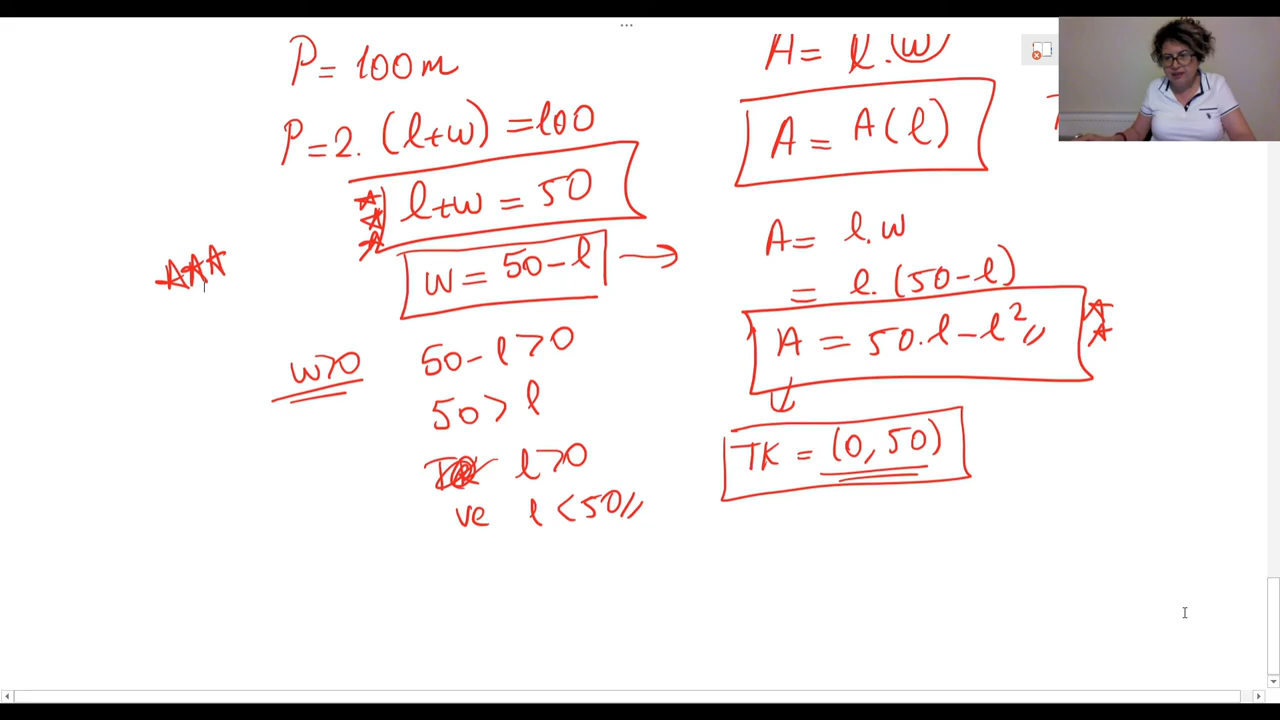 P = 100m
P = 2. (l+w) = 100
l+w = 50
w = 50-l →
w>0
50-l>0
50 > l
l>0
ve l < 50//
A = l.(w)
A = A(l)
A = l.w
= l.(50-l)
A = 50.l-l²//
TK = (0, 50)